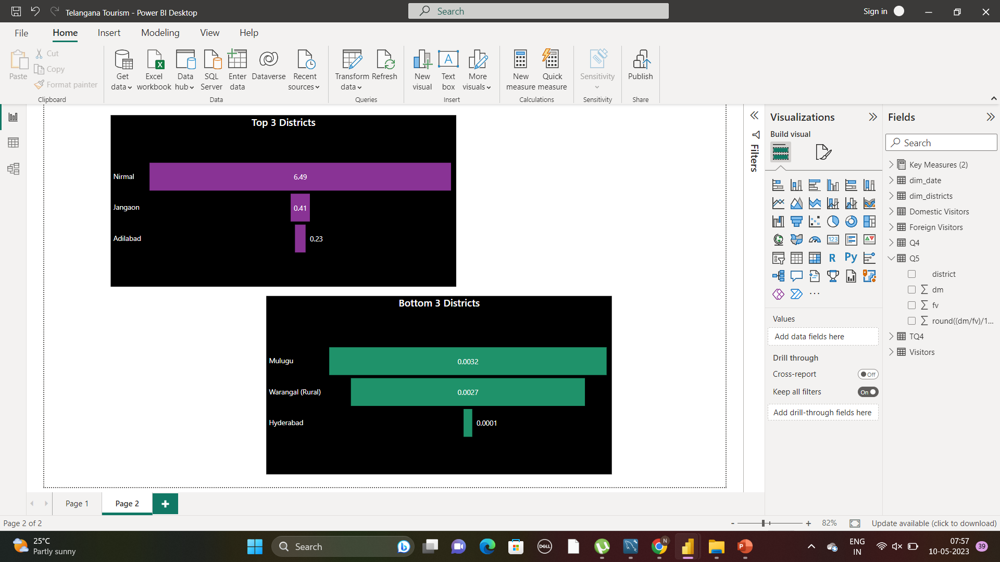 Telangana Tourism - Power BI Desktop
Search
Sign in
File
Home
Insert
Modeling
View
Help
Paste
Cut
Copy
Format painter
Clipboard
Get data
Excel workbook
Data hub
SQL Server
Enter data
Dataverse
Recent sources
Data
Transform data
Refresh
Queries
New visual
Text box
More visuals
Insert
New measure
Quick measure
Calculations
Sensitivity
Sensitivity
Publish
Share
Top 3 Districts
Nirmal
6.49
Jangaon
0.41
Adilabad
0.23
Bottom 3 Districts
Mulugu
0.0032
Warangal (Rural)
0.0027
Hyderabad
0.0001
Filters
Visualizations
Build visual
123
R
Py
Values
Add data fields here
Drill through
Cross-report
Off
Keep all filters
On
Add drill-through fields here
Fields
Search
Key Measures (2)
dim_date
dim_districts
Domestic Visitors
Foreign Visitors
Q4
Q5
district
dm
fv
round((dm/fv)/1...
TQ4
Visitors
Page 1
Page 2
Page 2 of 2
82%
Update available (click to download)
25°C
Partly sunny
Search
DELL
N
P
ENG
IN
07:57
10-05-2023
39